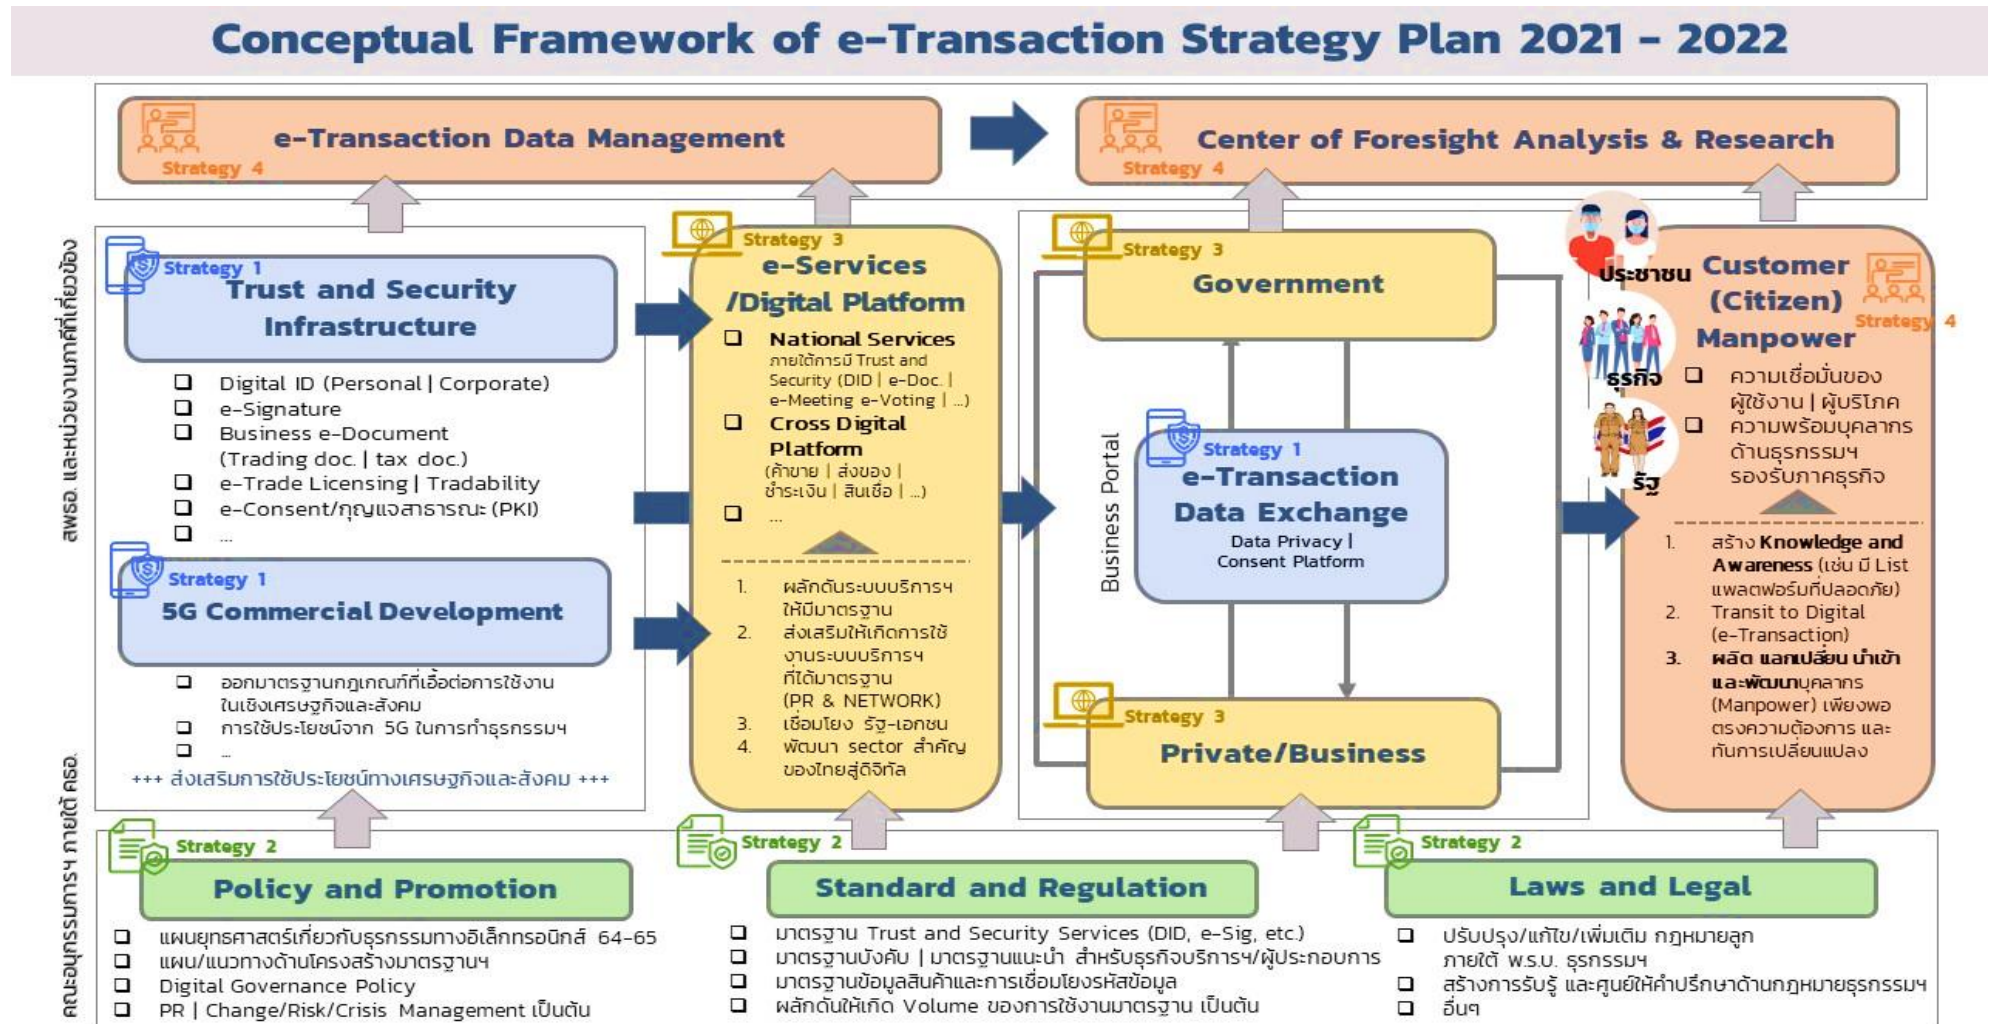 Conceptual Framework of e-Transaction Strategy Plan 2021 - 2022
Strategy 4
e-Transaction Data Management
Strategy 4
Center of Foresight Analysis & Research
สพธอ. และหน่วยงานภาคีที่เกี่ยวข้อง
Strategy 1
Trust and Security
Infrastructure
❑ Digital ID (Personal | Corporate)
❑ e-Signature
❑ Business e-Document
(Trading doc. | tax doc.)
❑ e-Trade Licensing | Tradability
❑ e-Consent/กุญแจสาธารณะ (PKI)
❑ ...
Strategy 1
5G Commercial Development
❑ ออกมาตรฐานกฎเกณฑ์ที่เอื้อต่อการใช้งาน
ในเชิงเศรษฐกิจและสังคม
❑ การใช้ประโยชน์จาก 5G ในการทำธุรกรรมฯ
❑ ...
+++ ส่งเสริมการใช้ประโยชน์ทางเศรษฐกิจและสังคม +++
Strategy 3
e-Services
/Digital Platform
❑ National Services
ภายใต้การมี Trust and
Security (DID | e-Doc. |
e-Meeting e-Voting | ...)
❑ Cross Digital
Platform
(ค้าขาย | ส่งของ |
ชำระเงิน | สินเชื่อ | ...)
❑ ...
1. ผลักดันระบบบริการฯ
ให้มีมาตรฐาน
2. ส่งเสริมให้เกิดการใช้
งานระบบบริการฯ
ที่ได้มาตรฐาน
(PR & NETWORK)
3. เชื่อมโยง รัฐ-เอกชน
4. พัฒนา sector สำคัญ
ของไทยสู่ดิจิทัล
Strategy 3
Government
Business Portal
Strategy 1
e-Transaction
Data Exchange
Data Privacy |
Consent Platform
Strategy 3
Private/Business
ประชาชน
ธุรกิจ
รัฐ
Customer
(Citizen)
Manpower
Strategy 4
❑ ความเชื่อมั่นของ
ผู้ใช้งาน | ผู้บริโภค
❑ ความพร้อมบุคลากร
ด้านธุรกรรมฯ
รองรับภาคธุรกิจ
1. สร้าง Knowledge and
Awareness (เช่น มี List
แพลตฟอร์มที่ปลอดภัย)
2. Transit to Digital
(e-Transaction)
3. ผลิต แลกเปลี่ยน นำเข้า
และพัฒนาบุคลากร
(Manpower) เพียงพอ
ตรงความต้องการ และ
ทันการเปลี่ยนแปลง
คณะอนุกรรมการฯ ภายใต้ คธอ.
Strategy 2
Policy and Promotion
❑ แผนยุทธศาสตร์เกี่ยวกับธุรกรรมทางอิเล็กทรอนิกส์ 64-65
❑ แผน/แนวทางด้านโครงสร้างมาตรฐานฯ
❑ Digital Governance Policy
❑ PR | Change/Risk/Crisis Management เป็นต้น
Strategy 2
Standard and Regulation
❑ มาตรฐาน Trust and Security Services (DID, e-Sig, etc.)
❑ มาตรฐานบังคับ | มาตรฐานแนะนำ สำหรับธุรกิจบริการฯ/ผู้ประกอบการ
❑ มาตรฐานข้อมูลสินค้าและการเชื่อมโยงรหัสข้อมูล
❑ ผลักดันให้เกิด Volume ของการใช้งานมาตรฐาน เป็นต้น
Strategy 2
Laws and Legal
❑ ปรับปรุง/แก้ไข/เพิ่มเติม กฎหมายลูก
ภายใต้ พ.ร.บ. ธุรกรรมฯ
❑ สร้างการรับรู้ และศูนย์ให้คำปรึกษาด้านกฎหมายธุรกรรมฯ
❑ อื่นๆ